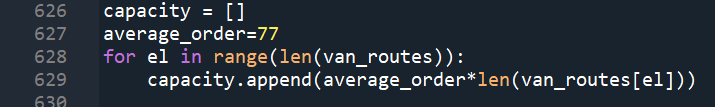 626 capacity = []
627 average_order=77
628 for el in range(len(van_routes)):
629     capacity.append(average_order*len(van_routes[el]))
630